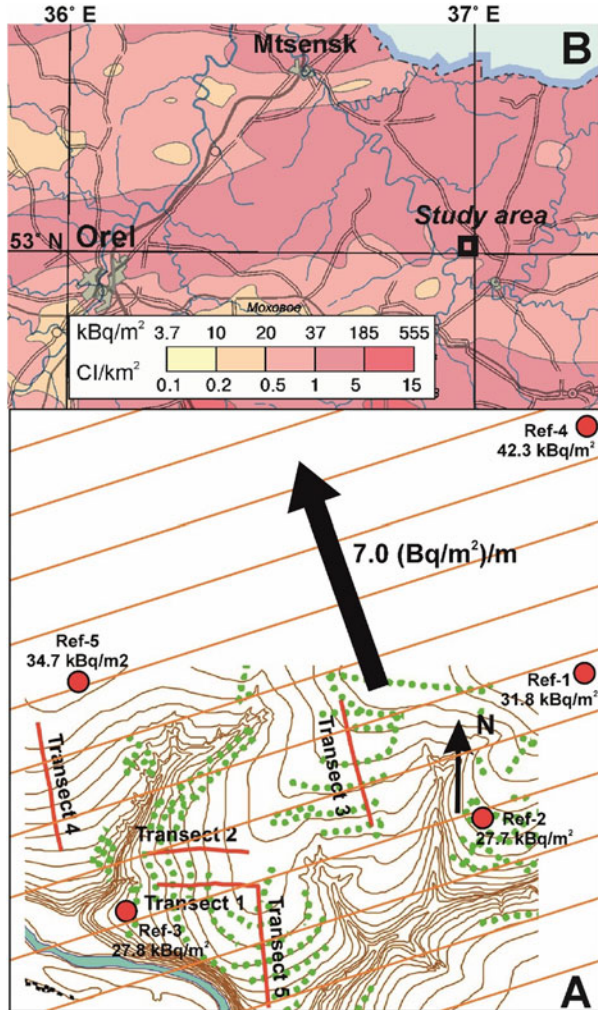 36° E
37° E
B
Mtsensk
Study area
53° N
Orel
Моховое
kBq/m² 3.7 10 20 37 185 555
CI/km² 0.1 0.2 0.5 1 5 15
Ref-4
42.3 kBq/m²
7.0 (Bq/m²)/m
Ref-5
34.7 kBq/m2
Ref-1
31.8 kBq/m²
N
Transect 4
Transect 3
Ref-2
27.7 kBq/m²
Transect 2
Transect 1
Ref-3
27.8 kBq/m²
Transect 5
A